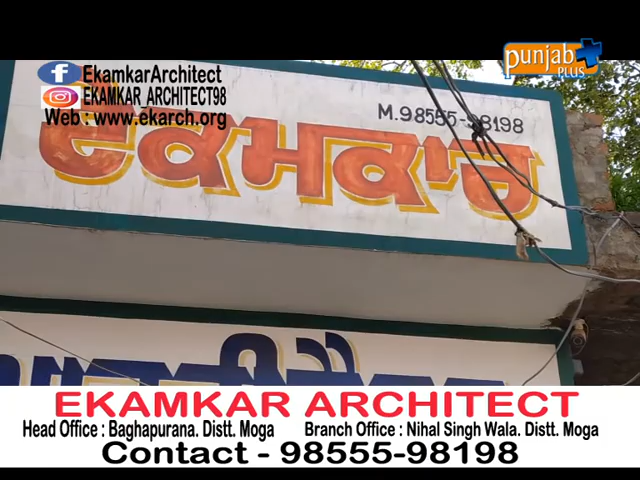 punjab
PLUS
EkamkarArchitect
EKAMKAR_ARCHITECT98
Web : www.ekarch.org
M.98555-98198
ਏਕਮਕਾਰ
EKAMKAR ARCHITECT
Head Office : Baghapurana. Distt. Moga Branch Office : Nihal Singh Wala. Distt. Moga
Contact - 98555-98198